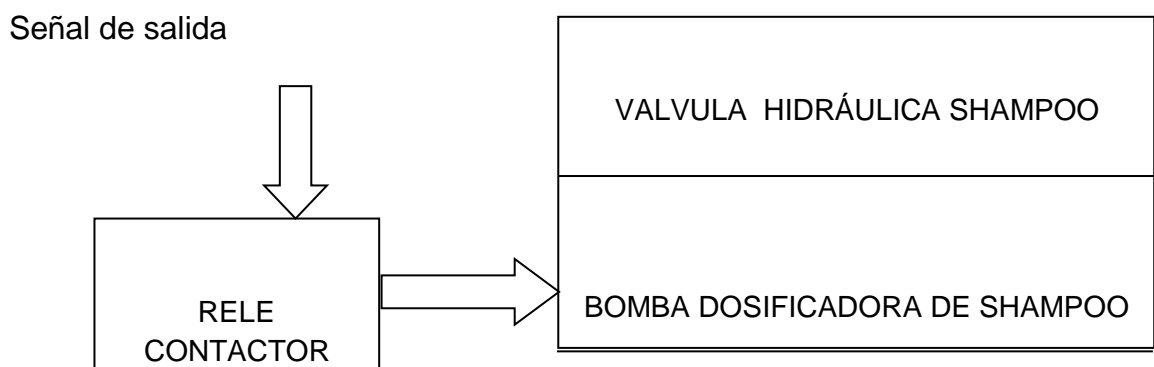 Señal de salida
VALVULA HIDRÁULICA SHAMPOO
BOMBA DOSIFICADORA DE SHAMPOO
RELE
CONTACTOR